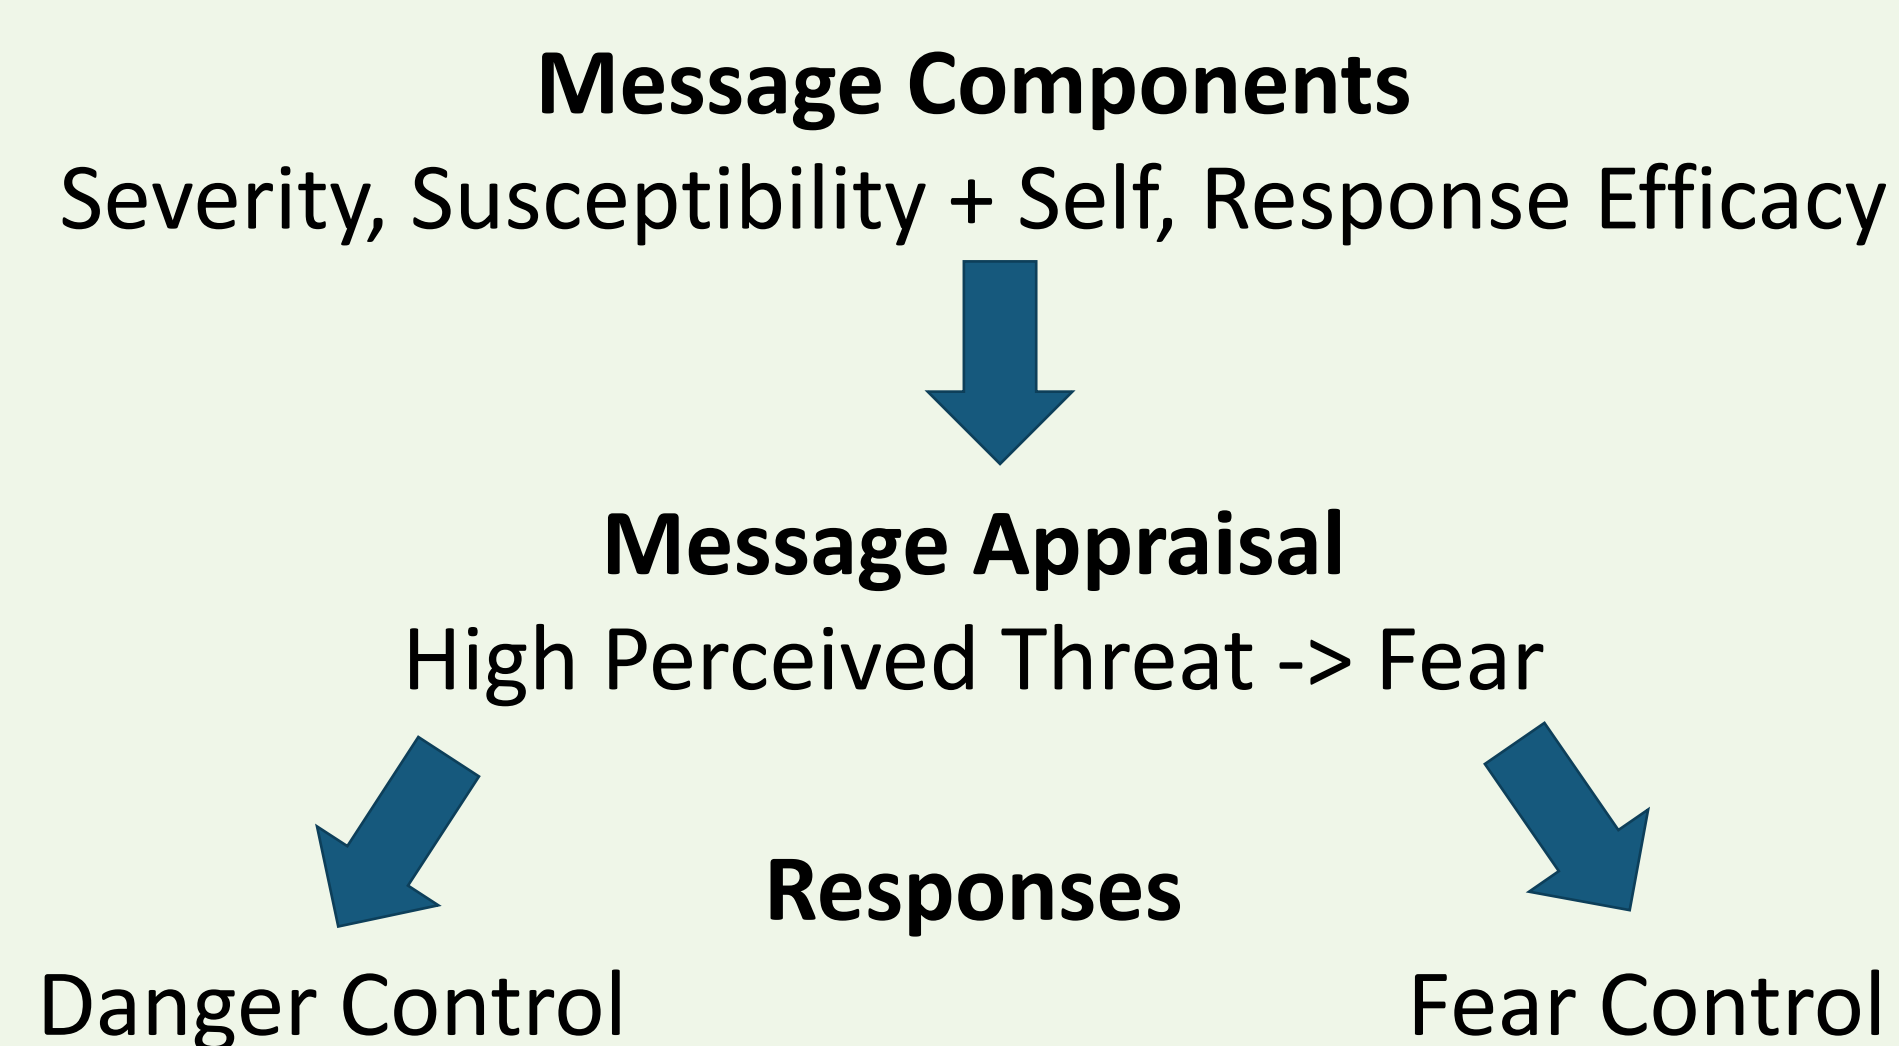 Message Components
Severity, Susceptibility + Self, Response Efficacy
Message Appraisal
High Perceived Threat -> Fear
Responses
Danger Control
Fear Control